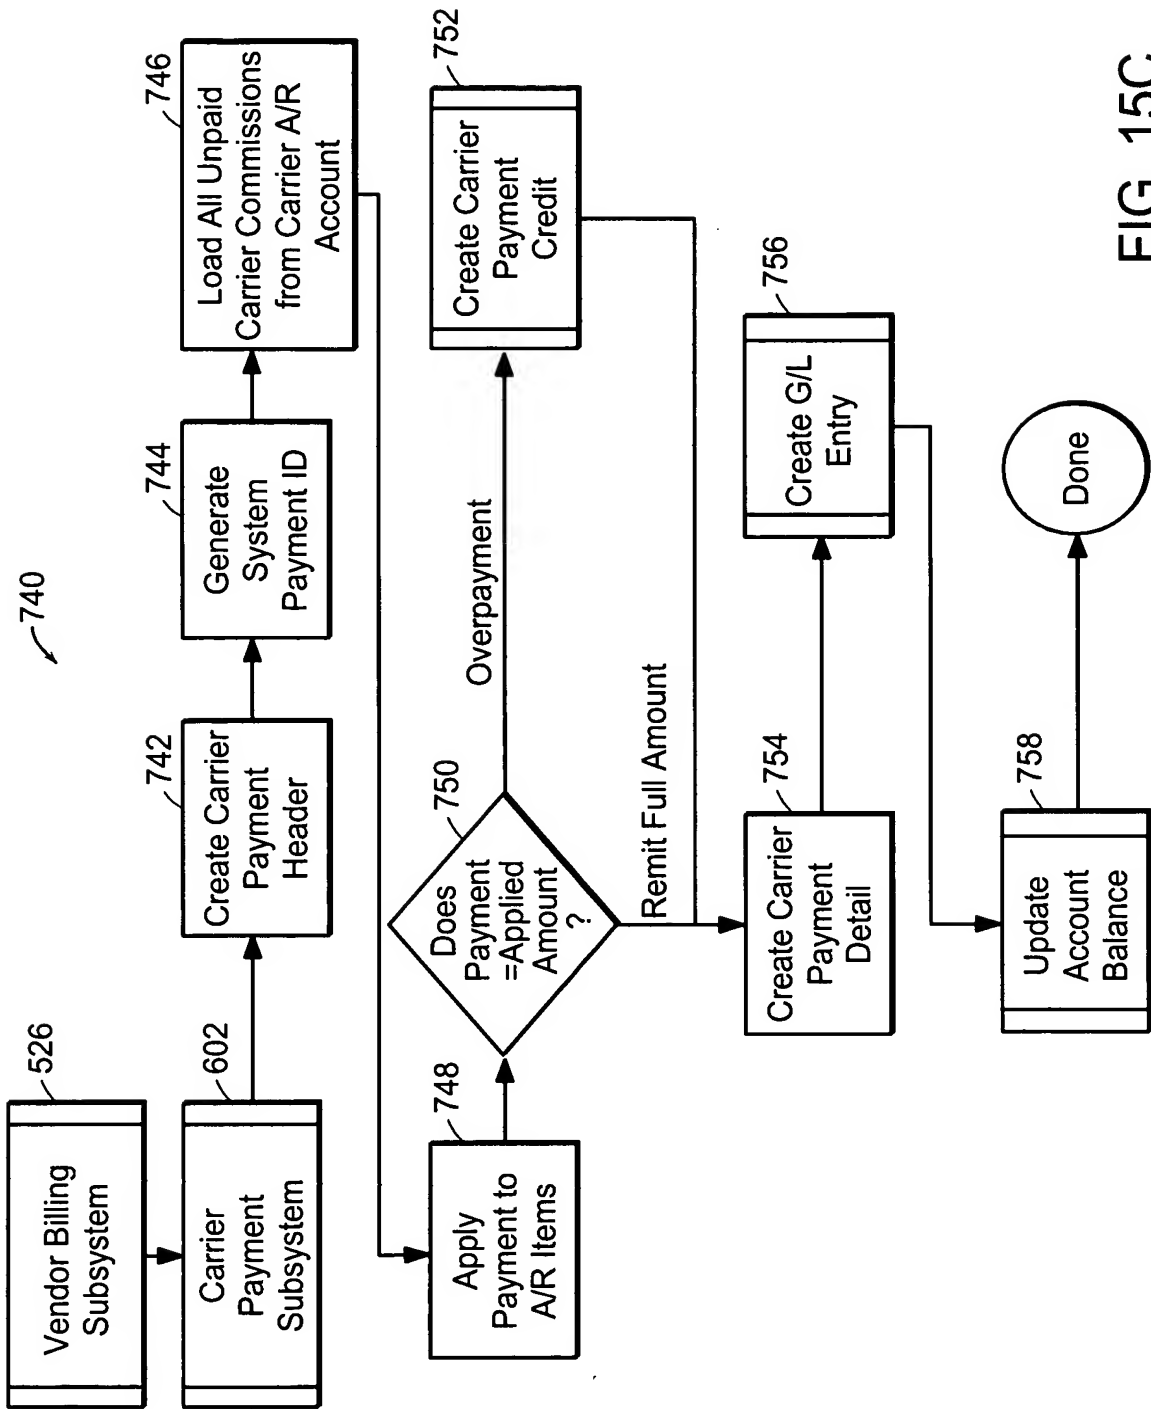 740
526
Vendor Billing
Subsystem
602
Carrier
Payment
Subsystem
742
Create Carrier
Payment
Header
744
Generate
System
Payment ID
746
Load All Unpaid
Carrier Commissions
from Carrier A/R
Account
748
Apply
Payment to
A/R Items
750
Does
Payment
=Applied
Amount
?
Overpayment
752
Create Carrier
Payment
Credit
Remit Full Amount
754
Create Carrier
Payment
Detail
756
Create G/L
Entry
758
Update
Account
Balance
Done
FIG. 15C